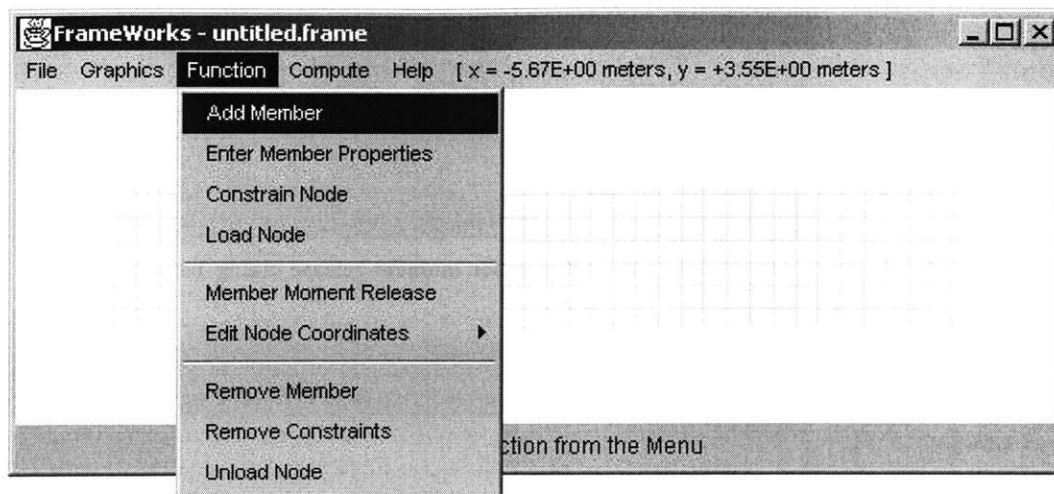 FrameWorks - untitled.frame
File Graphics Function Compute Help [ x = -5.67E+00 meters, y = +3.55E+00 meters ]
Add Member
Enter Member Properties
Constrain Node
Load Node
Member Moment Release
Edit Node Coordinates
Remove Member
Remove Constraints
ction from the Menu
Unload Node